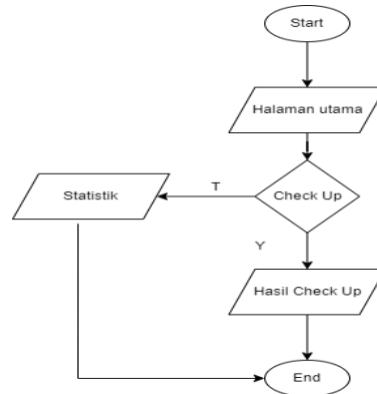 Start
Halaman utama
Check Up
T
Statistik
Y
Hasil Check Up
End